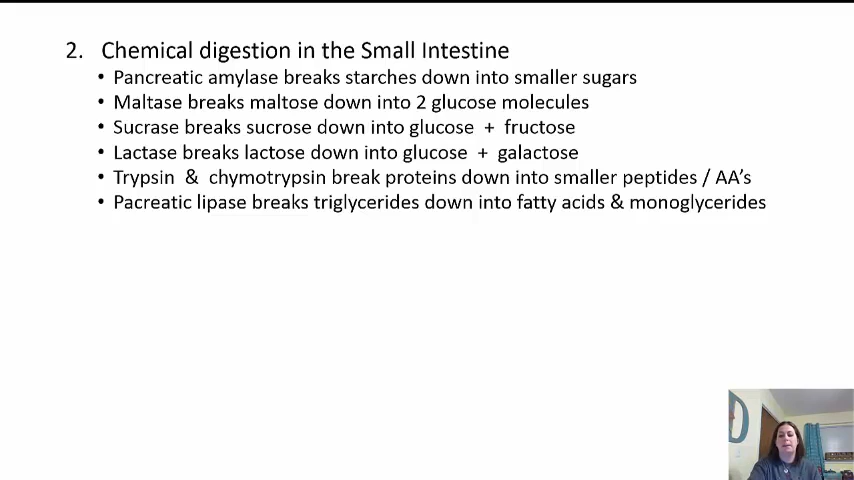 2. Chemical digestion in the Small Intestine
• Pancreatic amylase breaks starches down into smaller sugars
• Maltase breaks maltose down into 2 glucose molecules
• Sucrase breaks sucrose down into glucose + fructose
• Lactase breaks lactose down into glucose + galactose
• Trypsin & chymotrypsin break proteins down into smaller peptides / AA’s
• Pacreatic lipase breaks triglycerides down into fatty acids & monoglycerides
D